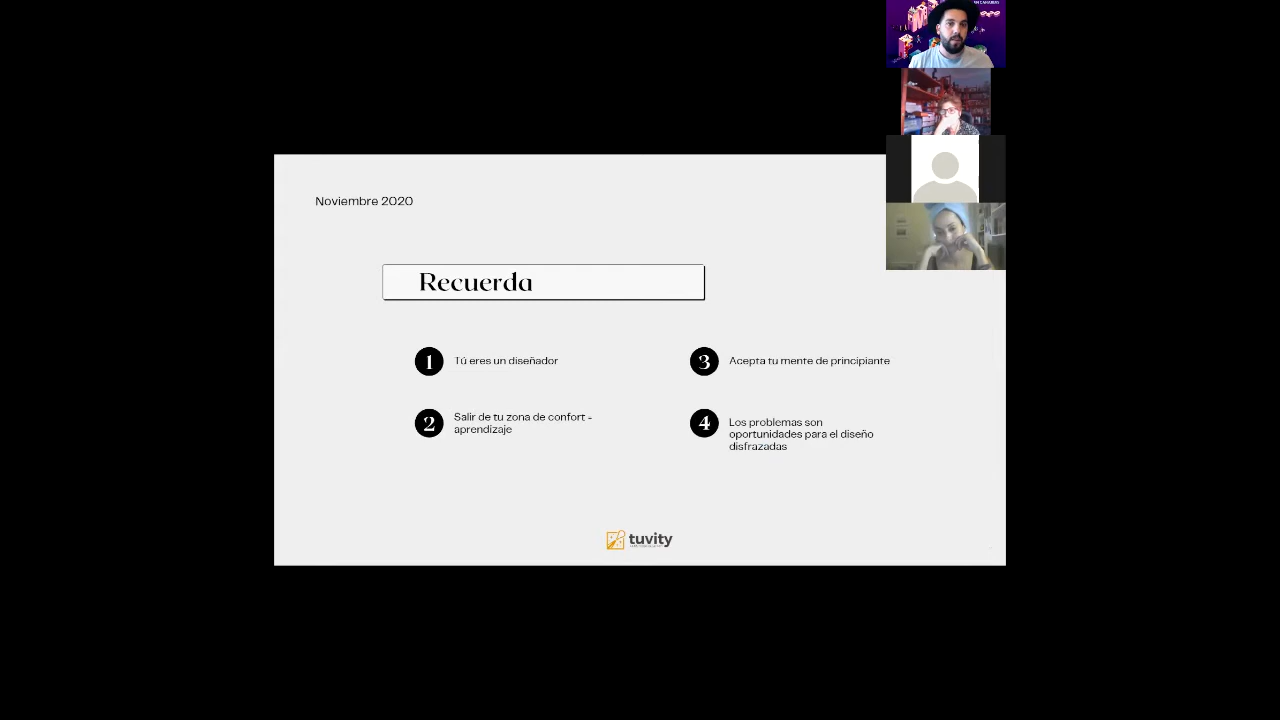 Noviembre 2020
Recuerda
1 Tú eres un diseñador
2 Salir de tu zona de confort =
aprendizaje
3 Acepta tu mente de principiante
4 Los problemas son
oportunidades para el diseño
disfrazadas
tuvity